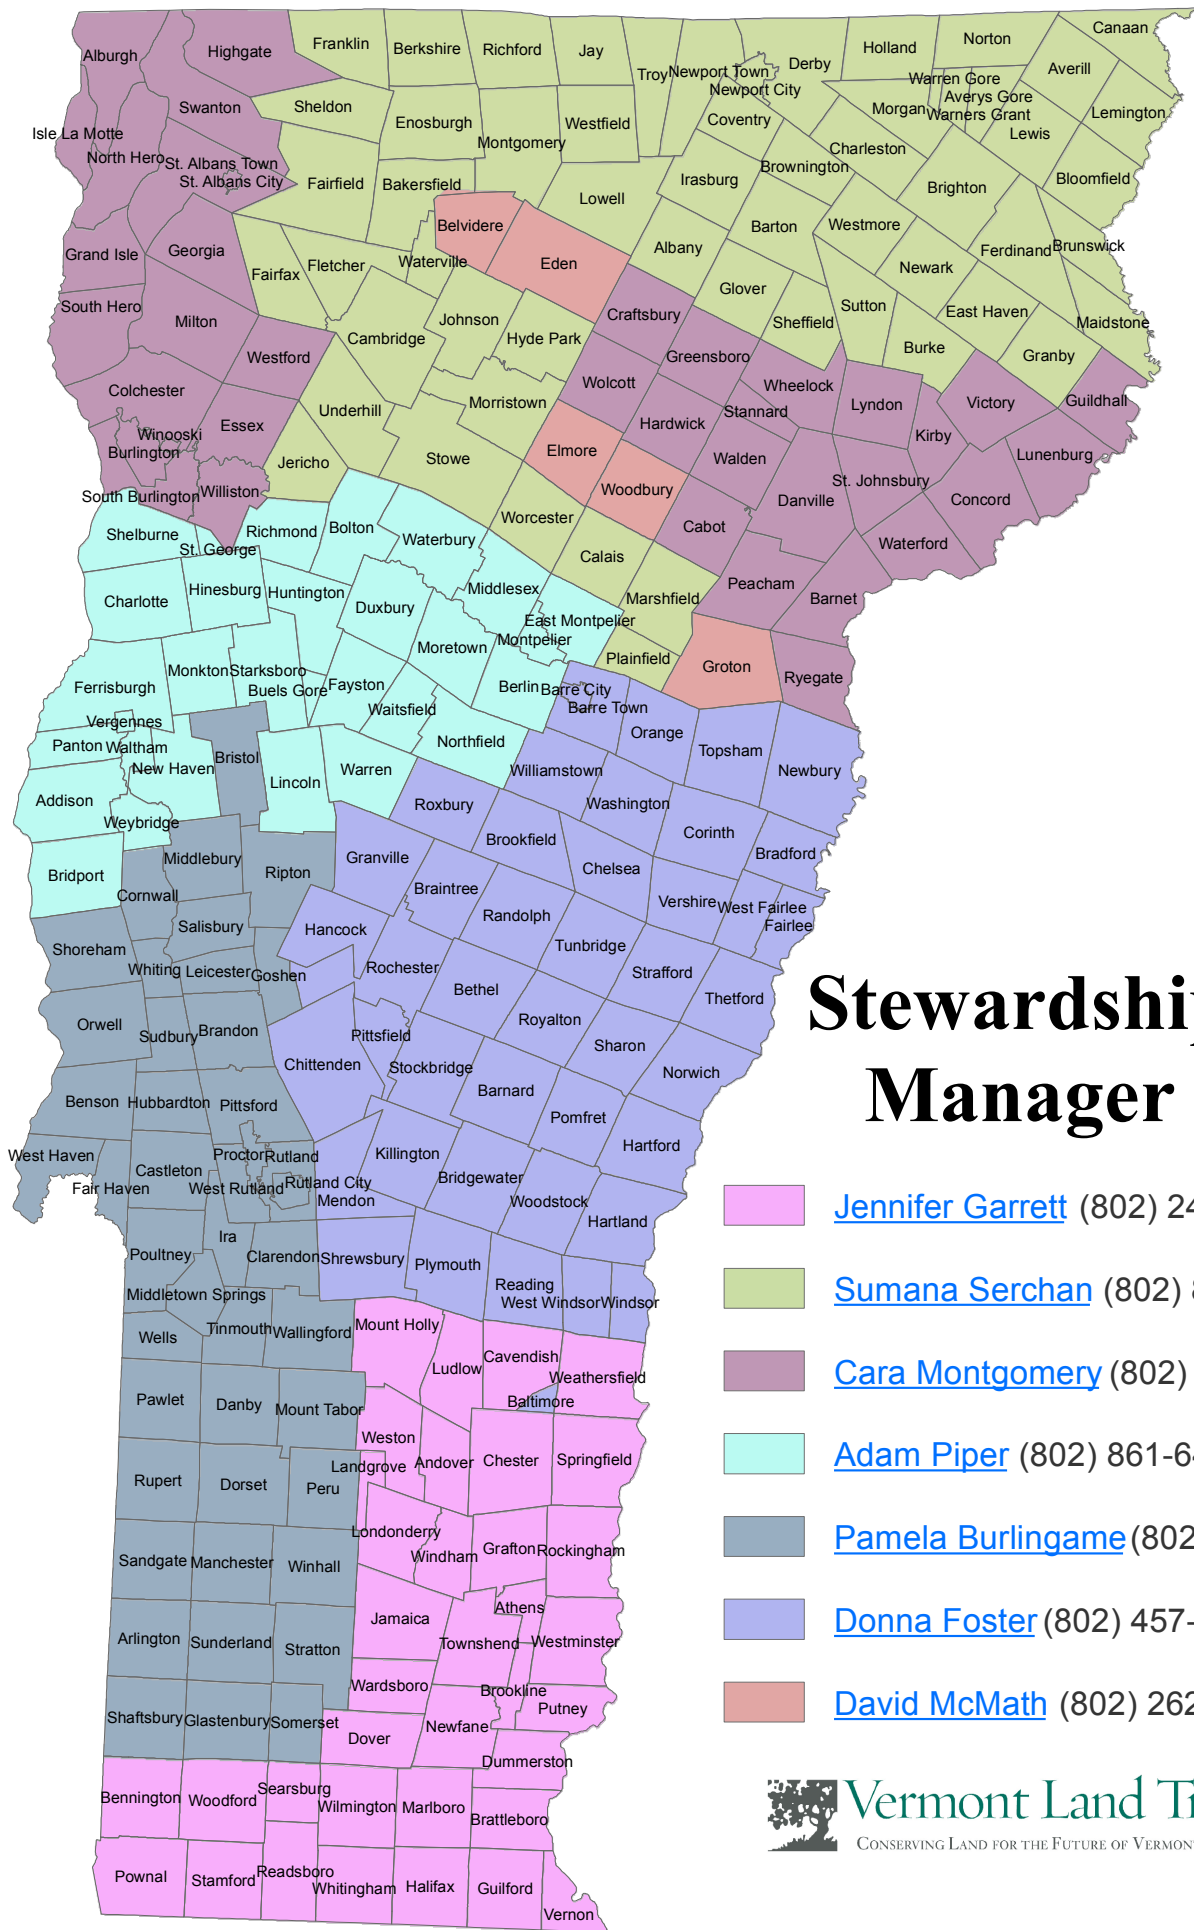 Alburgh
Highgate
Franklin
Berkshire
Richford
Jay
Troy
Newport Town
Newport City
Derby
Holland
Norton
Canaan
Averill
Warren Gore
Averys Gore
Warners Grant
Morgan
Lewis
Lemington
Isle La Motte
Swanton
Sheldon
Enosburgh
Montgomery
Westfield
Coventry
Brownington
Charleston
Brighton
Bloomfield
North Hero
St. Albans Town
St. Albans City
Fairfield
Bakersfield
Lowell
Irasburg
Barton
Westmore
Ferdinand
Brunswick
Grand Isle
Georgia
Fairfax
Fletcher
Waterville
Belvidere
Eden
Albany
Newark
East Haven
Maidstone
South Hero
Milton
Westford
Cambridge
Johnson
Hyde Park
Craftsbury
Glover
Sheffield
Sutton
Burke
Granby
Greensboro
Wheelock
Colchester
Essex
Underhill
Morristown
Wolcott
Hardwick
Stannard
Lyndon
Kirby
Victory
Guildhall
Winooski
Burlington
Jericho
Stowe
Elmore
Woodbury
Walden
Danville
St. Johnsbury
Concord
Lunenburg
South Burlington
Williston
Shelburne
St. George
Richmond
Bolton
Waterbury
Worcester
Calais
Cabot
Waterford
Charlotte
Hinesburg
Huntington
Duxbury
Middlesex
East Montpelier
Montpelier
Marshfield
Peacham
Barnet
Ferrisburgh
Monkton
Starksboro
Buels Gore
Fayston
Moretown
Berlin
Barre City
Barre Town
Plainfield
Groton
Ryegate
Vergennes
Panton
Waltham
New Haven
Bristol
Lincoln
Warren
Waitsfield
Northfield
Williamstown
Orange
Topsham
Newbury
Addison
Weybridge
Roxbury
Brookfield
Washington
Corinth
Bradford
Bridport
Cornwall
Middlebury
Ripton
Granville
Braintree
Randolph
Chelsea
Vershire
West Fairlee
Fairlee
Shoreham
Salisbury
Whiting
Leicester
Goshen
Hancock
Rochester
Bethel
Tunbridge
Strafford
Thetford
Stewardship
Manager
Orwell
Sudbury
Brandon
Chittenden
Pittsfield
Stockbridge
Royalton
Sharon
Norwich
Benson
Hubbardton
Pittsford
Barnard
Pomfret
Hartford
West Haven
Fair Haven
Castleton
Proctor
Rutland
West Rutland
Rutland City
Mendon
Killington
Bridgewater
Woodstock
Hartland
Poultney
Ira
Clarendon
Shrewsbury
Plymouth
Reading
West Windsor
Windsor
Middletown Springs
Wells
Tinmouth
Wallingford
Mount Holly
Ludlow
Cavendish
Weathersfield
Baltimore
Pawlet
Danby
Mount Tabor
Weston
Landgrove
Andover
Chester
Springfield
Rupert
Dorset
Peru
Londonderry
Windham
Grafton
Rockingham
Sandgate
Manchester
Winhall
Jamaica
Athens
Townshend
Westminster
Arlington
Sunderland
Stratton
Wardsboro
Brookline
Putney
Shaftsbury
Glastenbury
Somerset
Dover
Newfane
Dummerston
Bennington
Woodford
Searsburg
Wilmington
Marlboro
Brattleboro
Pownal
Stamford
Readsboro
Whitingham
Halifax
Guilford
Vernon
Jennifer Garrett (802) 24
Sumana Serchan (802) 8
Cara Montgomery (802)
Adam Piper (802) 861-64
Pamela Burlingame (802
Donna Foster (802) 457-
David McMath (802) 262
Vermont Land Tr
CONSERVING LAND FOR THE FUTURE OF VERMONT